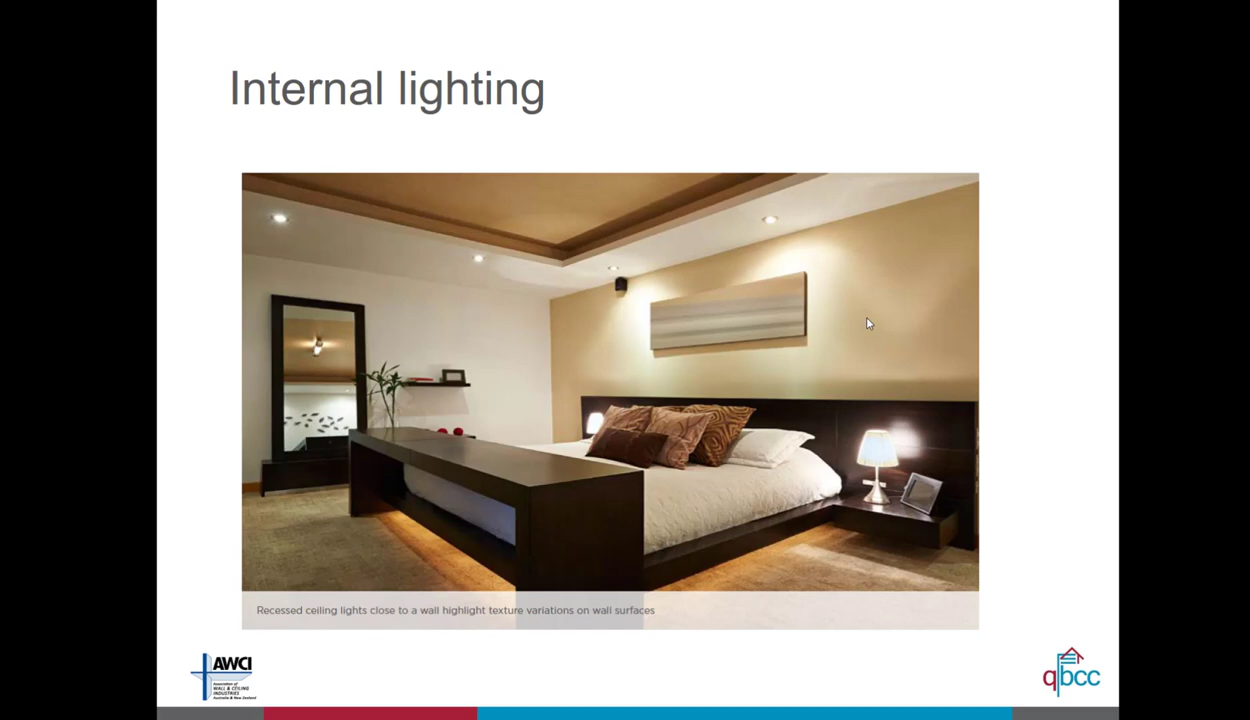 Internal lighting
Recessed ceiling lights close to a wall highlight texture variations on wall surfaces
AWCI
Association of
WALL & CEILING
INDUSTRIES
Australia & New Zealand
qbcc